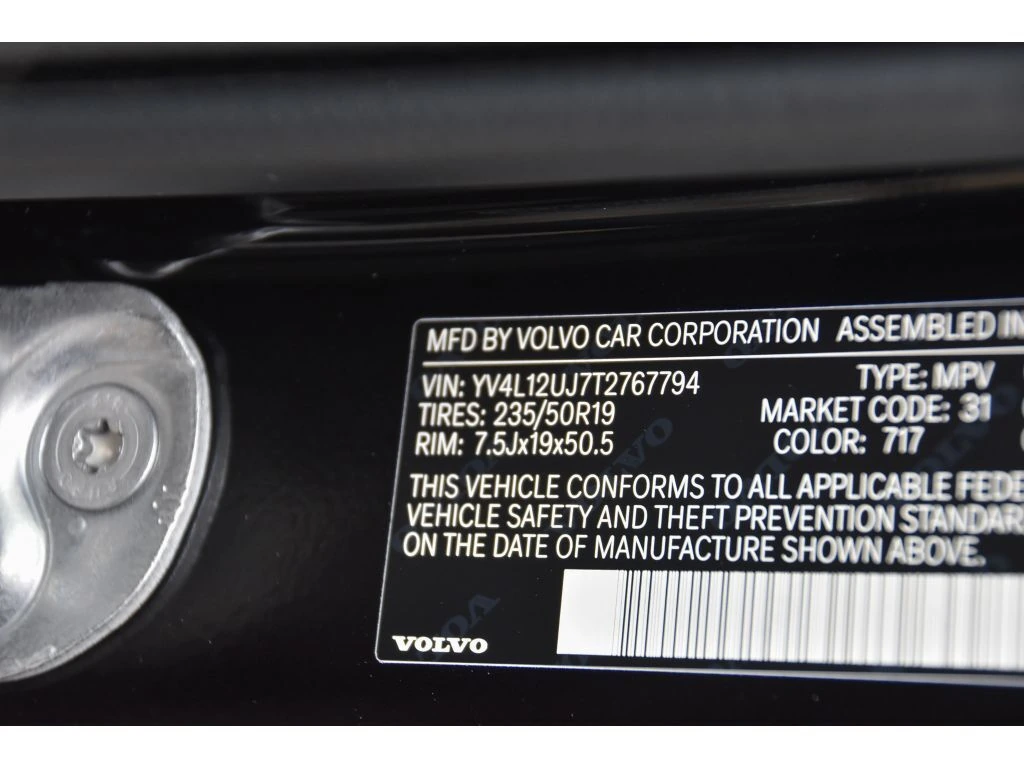 MFD BY VOLVO CAR CORPORATION ASSEMBLED IN
VIN: YV4L12UJ7T2767794 TYPE: MPV
TIRES: 235/50R19 MARKET CODE: 31
RIM: 7.5Jx19x50.5 COLOR: 717
THIS VEHICLE CONFORMS TO ALL APPLICABLE FEDE
VEHICLE SAFETY AND THEFT PREVENTION STANDAR
ON THE DATE OF MANUFACTURE SHOWN ABOVE.
VOLVO